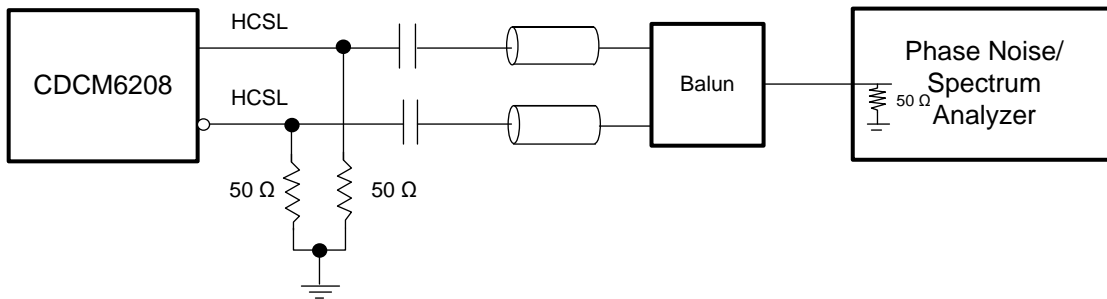 HCSL
CDCM6208
HCSL
50 Ω
50 Ω
Balun
Phase Noise/
Spectrum
Analyzer
50 Ω